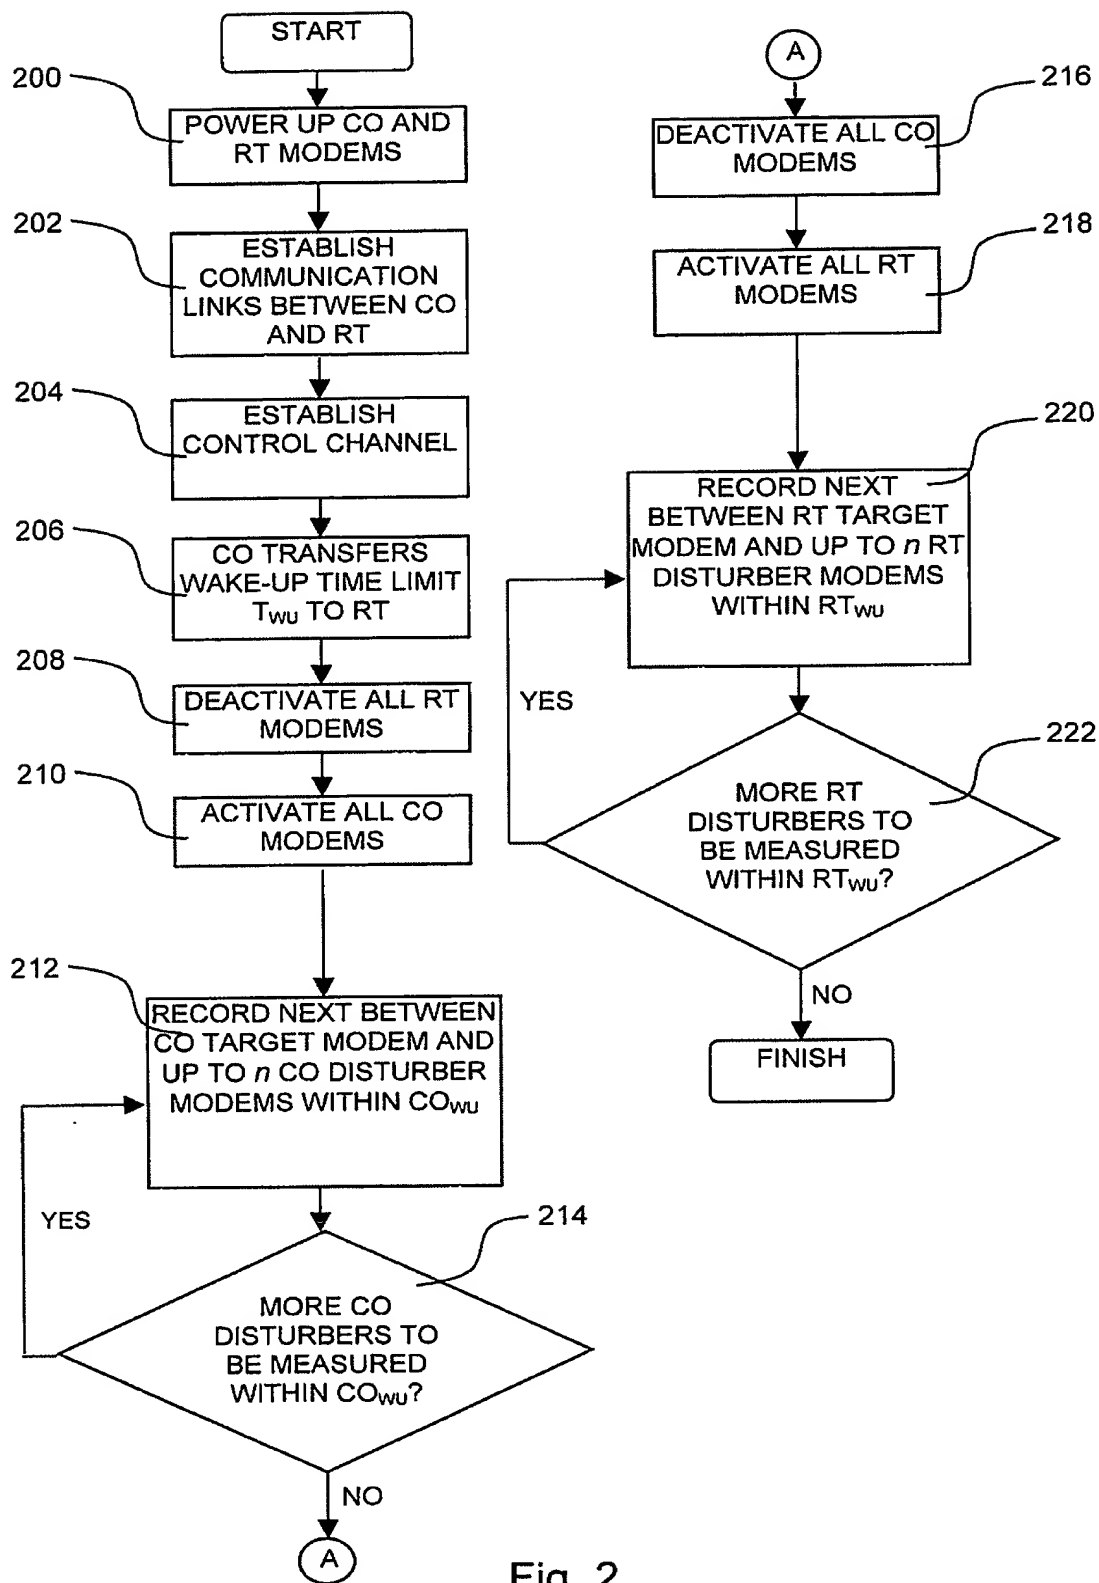 START
200
POWER UP CO AND
RT MODEMS
202
ESTABLISH
COMMUNICATION
LINKS BETWEEN CO
AND RT
204
ESTABLISH
CONTROL CHANNEL
206
CO TRANSFERS
WAKE-UP TIME LIMIT
TWU TO RT
208
DEACTIVATE ALL RT
MODEMS
210
ACTIVATE ALL CO
MODEMS
212
RECORD NEXT BETWEEN
CO TARGET MODEM AND
UP TO n CO DISTURBER
MODEMS WITHIN COWU
YES
214
MORE CO
DISTURBERS TO
BE MEASURED
WITHIN COWU?
NO
A
A
216
DEACTIVATE ALL CO
MODEMS
218
ACTIVATE ALL RT
MODEMS
220
RECORD NEXT
BETWEEN RT TARGET
MODEM AND UP TO n RT
DISTURBER MODEMS
WITHIN RTWU
YES
222
MORE RT
DISTURBERS TO
BE MEASURED
WITHIN RTWU?
NO
FINISH
Fig. 2